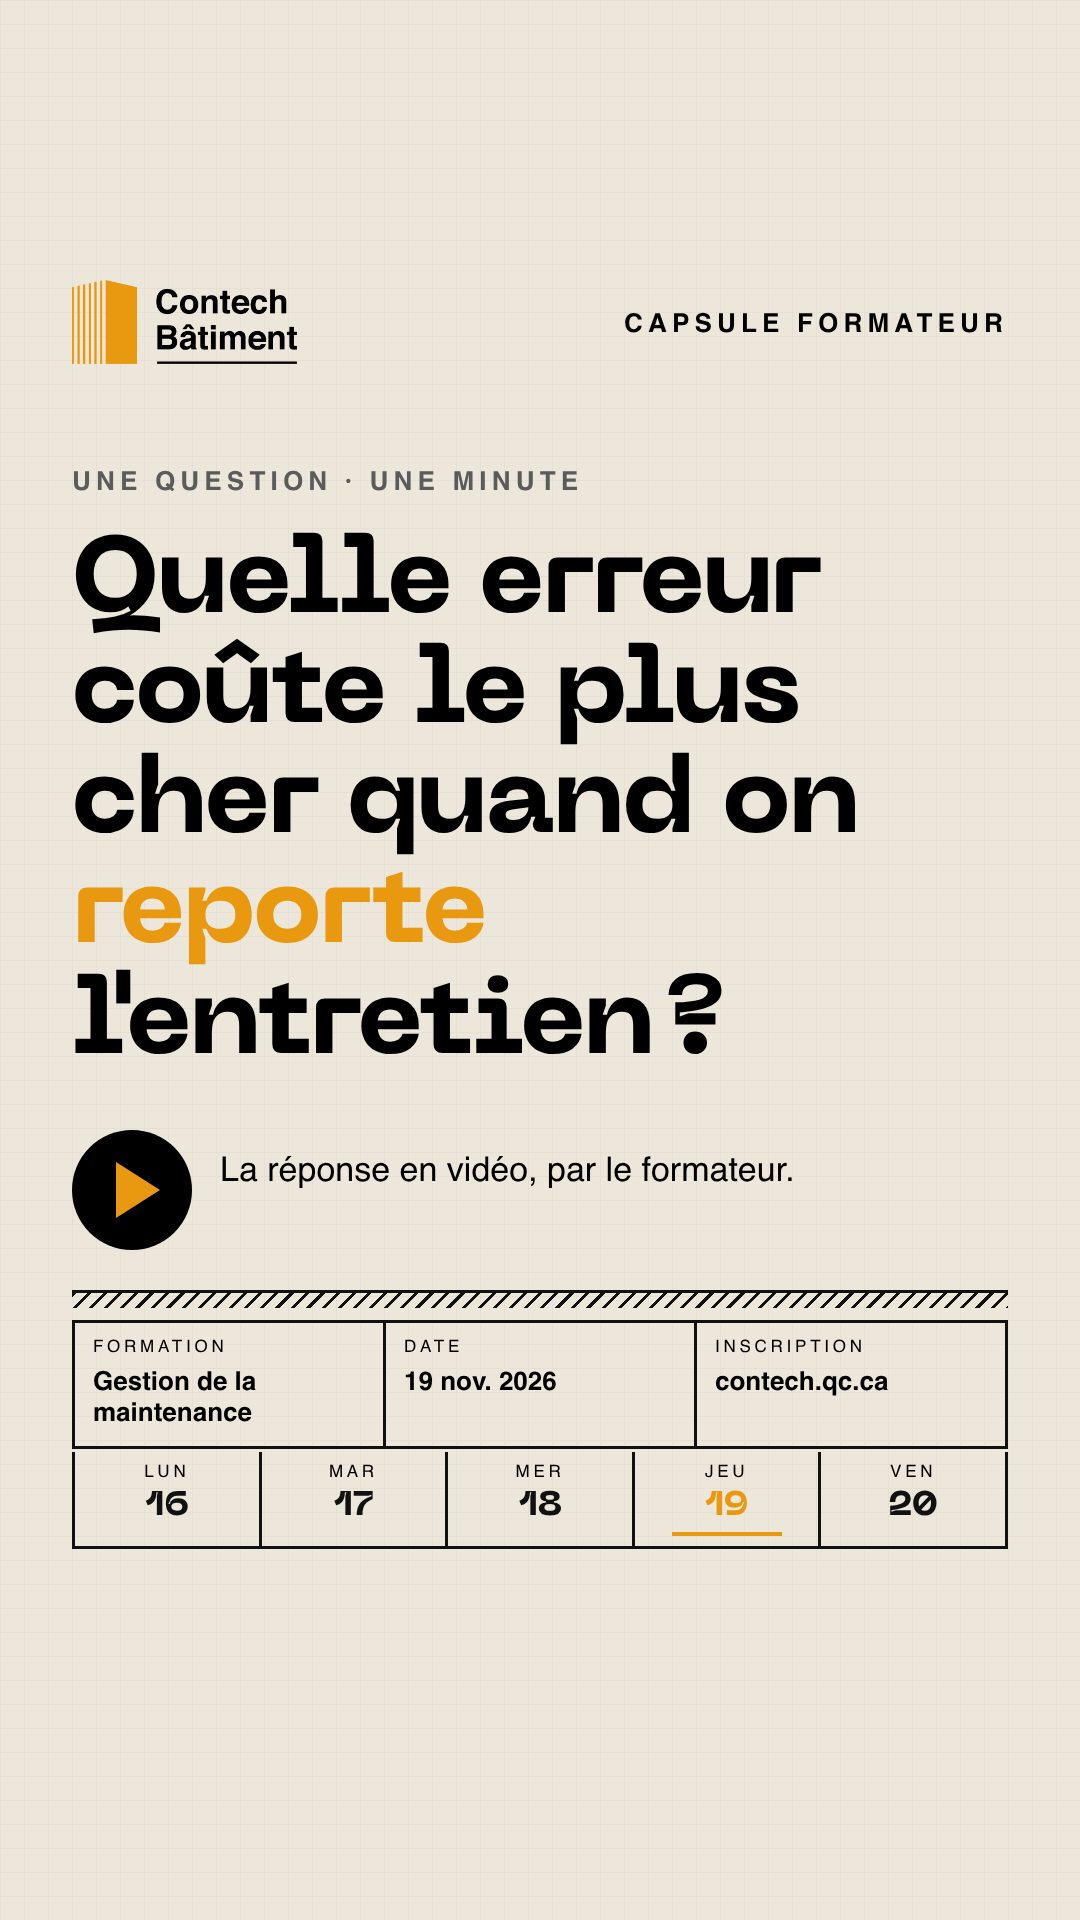 Contech
Bâtiment
CAPSULE FORMATEUR
UNE QUESTION · UNE MINUTE
Quelle erreur
coûte le plus
cher quand on
reporte
l'entretien ?
La réponse en vidéo, par le formateur.
FORMATION
Gestion de la
maintenance
DATE
19 nov. 2026
INSCRIPTION
contech.qc.ca
LUN
16
MAR
17
MER
18
JEU
19
VEN
20